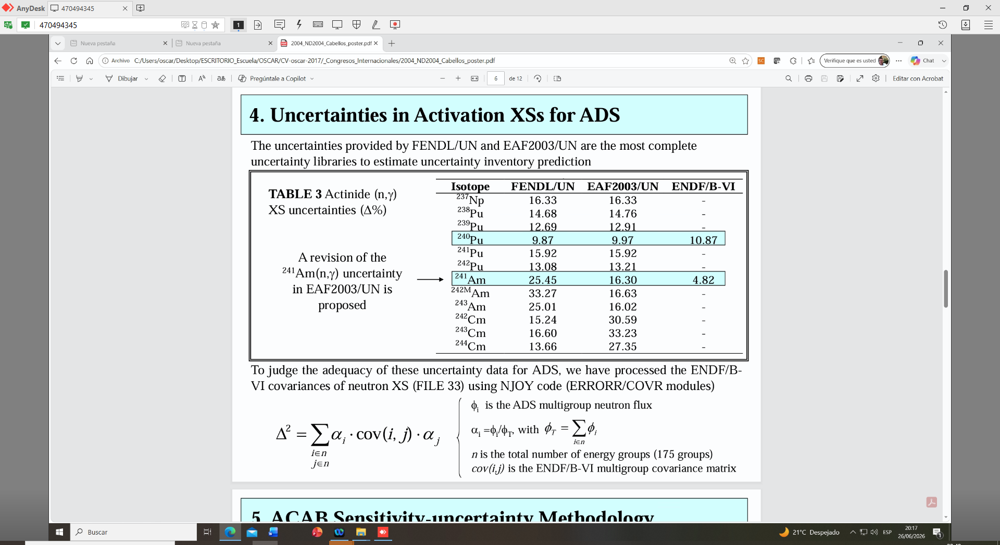 AnyDesk
470494345
470494345
1
Nueva pestaña
Nueva pestaña
2004_ND2004_Cabellos_poster.pdf
Archivo C:/Users/oscar/Desktop/ESCRITORIO_Escuela/OSCAR/CV-oscar-2017/_Congresos_Internacionales/2004_ND2004_Cabellos_poster.pdf
SC
Verifique que es usted
Chat
Dibujar
Pregúntale a Copilot
6 de 12
Editar con Acrobat
4. Uncertainties in Activation XSs for ADS
The uncertainties provided by FENDL/UN and EAF2003/UN are the most complete
uncertainty libraries to estimate uncertainty inventory prediction
TABLE 3 Actinide (n,γ)
XS uncertainties (Δ%)
A revision of the
²⁴¹Am(n,γ) uncertainty
in EAF2003/UN is
proposed
Isotope FENDL/UN EAF2003/UN ENDF/B-VI
²³⁷Np 16.33 16.33 -
²³⁸Pu 14.68 14.76 -
²³⁹Pu 12.69 12.91 -
²⁴⁰Pu 9.87 9.97 10.87
²⁴¹Pu 15.92 15.92 -
²⁴²Pu 13.08 13.21 -
²⁴¹Am 25.45 16.30 4.82
²⁴²ᴹAm 33.27 16.63 -
²⁴³Am 25.01 16.02 -
²⁴²Cm 15.24 30.59 -
²⁴³Cm 16.60 33.23 -
²⁴⁴Cm 13.66 27.35 -
To judge the adequacy of these uncertainty data for ADS, we have processed the ENDF/B-
VI covariances of neutron XS (FILE 33) using NJOY code (ERRORR/COVR modules)
Δ² = ∑ αᵢ · cov(i, j) · αⱼ
i∈n
j∈n
ϕᵢ is the ADS multigroup neutron flux
αᵢ =ϕᵢ/ϕ_T, with ϕ_T = ∑ ϕᵢ
i∈n
n is the total number of energy groups (175 groups)
cov(i,j) is the ENDF/B-VI multigroup covariance matrix
5. ACAB Sensitivity-uncertainty Methodology
Buscar
21°C Despejado
ESP
20:17
26/06/2026
1